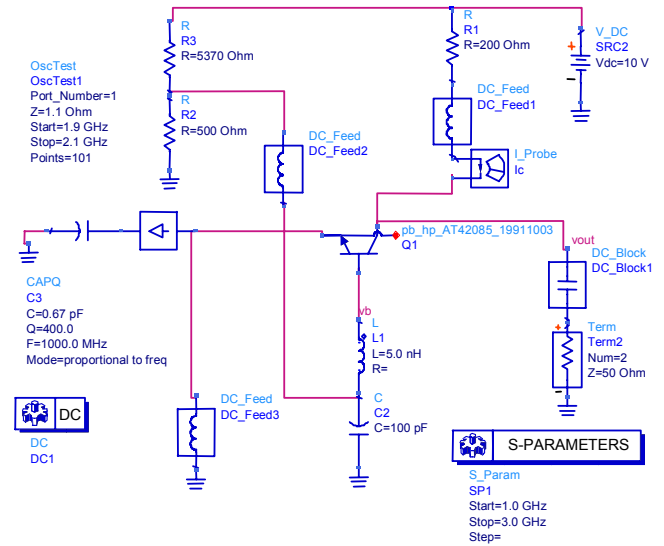 R
R3
R=5370 Ohm
R
R1
R=200 Ohm
V_DC
SRC2
Vdc=10 V
OscTest
OscTest1
Port_Number=1
Z=1.1 Ohm
Start=1.9 GHz
Stop=2.1 GHz
Points=101
R
R2
R=500 Ohm
DC_Feed
DC_Feed1
DC_Feed
DC_Feed2
I_Probe
Ic
pb_hp_AT42085_19911003
Q1
vout
DC_Block
DC_Block1
CAPQ
C3
C=0.67 pF
Q=400.0
F=1000.0 MHz
Mode=proportional to freq
vb
L
L1
L=5.0 nH
R=
Term
Term2
Num=2
Z=50 Ohm
DC_Feed
DC_Feed3
C
C2
C=100 pF
DC
DC
DC1
S-PARAMETERS
S_Param
SP1
Start=1.0 GHz
Stop=3.0 GHz
Step=